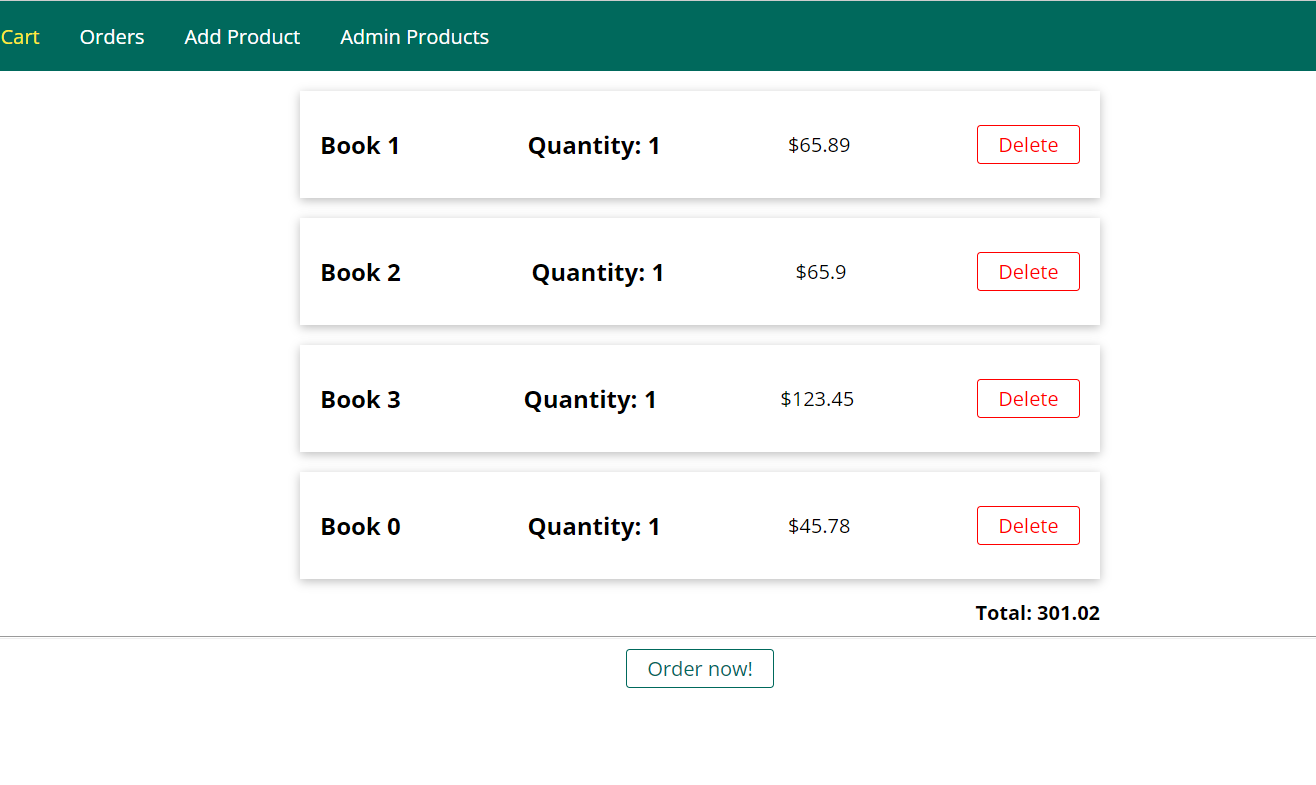 Cart Orders Add Product Admin Products
Book 1 Quantity: 1 $65.89 Delete
Book 2 Quantity: 1 $65.9 Delete
Book 3 Quantity: 1 $123.45 Delete
Book 0 Quantity: 1 $45.78 Delete
Total: 301.02
Order now!